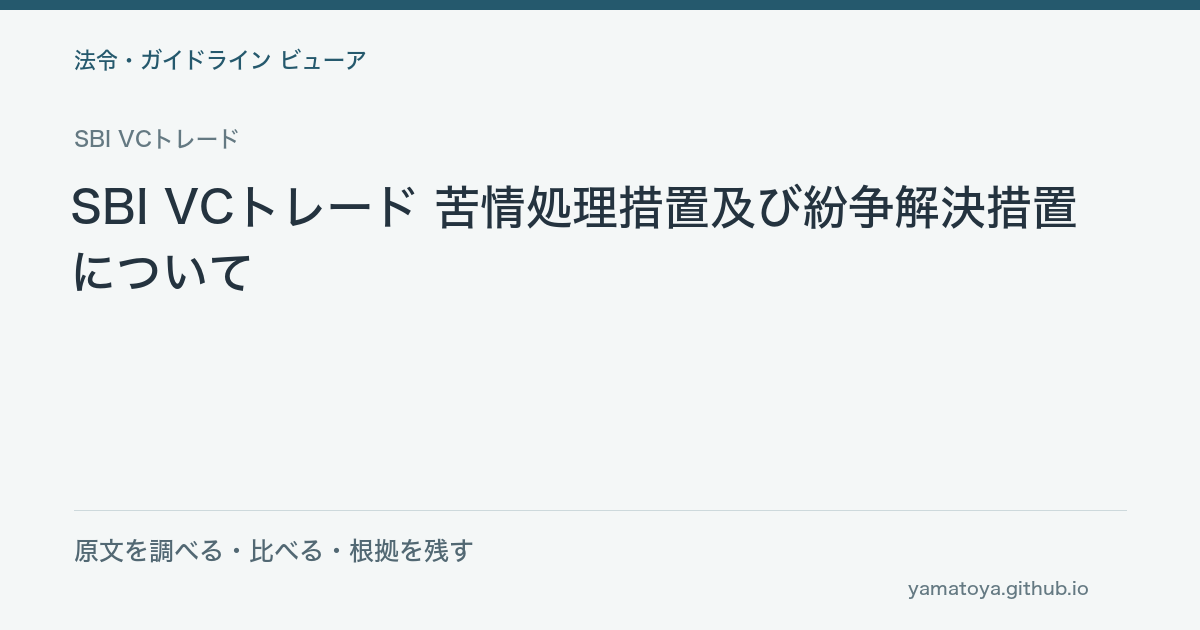 法令・ガイドライン ビューア
SBI VCトレード
SBI VCトレード 苦情処理措置及び紛争解決措置
について
原文を調べる・比べる・根拠を残す
yamatoya.github.io